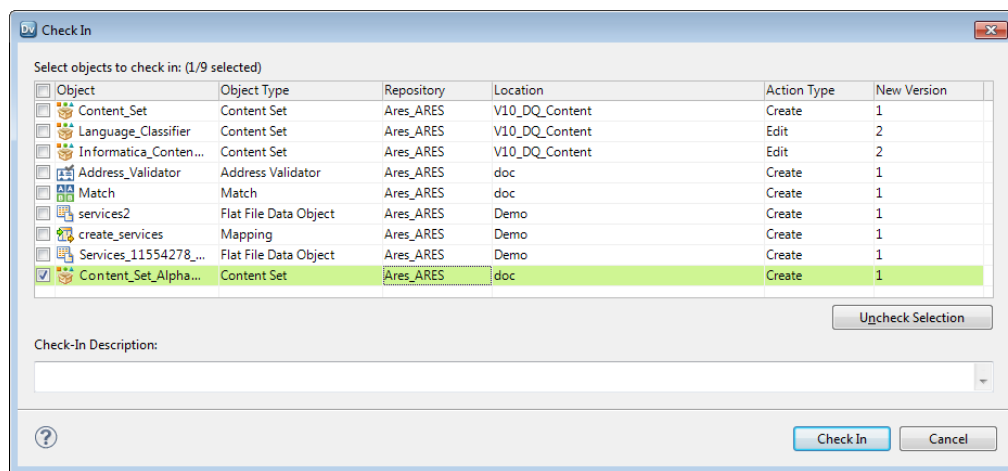 Dv Check In
Select objects to check in: (1/9 selected)
Object Object Type Repository Location Action Type New Version
Content_Set Content Set Ares_ARES V10_DQ_Content Create 1
Language_Classifier Content Set Ares_ARES V10_DQ_Content Edit 2
Informatica_Conten... Content Set Ares_ARES V10_DQ_Content Edit 2
Address_Validator Address Validator Ares_ARES doc Create 1
Match Match Ares_ARES doc Create 1
services2 Flat File Data Object Ares_ARES Demo Create 1
create_services Mapping Ares_ARES Demo Create 1
Services_11554278_... Flat File Data Object Ares_ARES Demo Create 1
Content_Set_Alpha... Content Set Ares_ARES doc Create 1
Uncheck Selection
Check-In Description:
? Check In Cancel